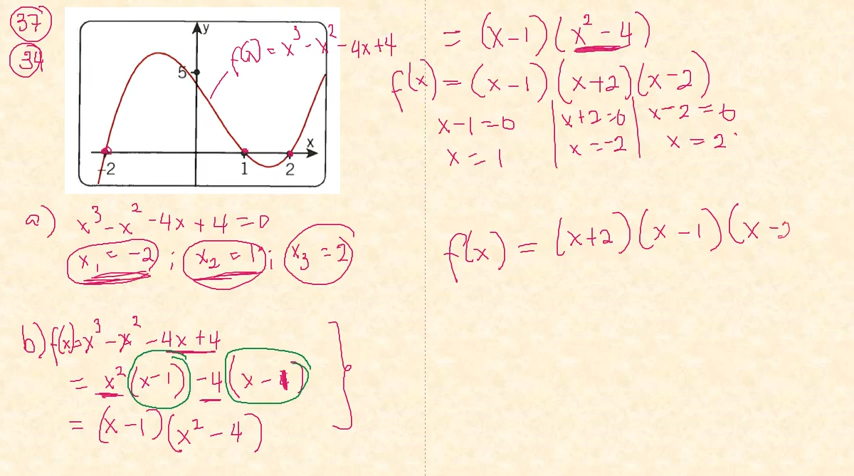 37
34
y
f(x) = x³ - x² - 4x + 4
5
x
-2 1 2
a) x³ - x² - 4x + 4 = 0
x₁ = -2 ; x₂ = 1 ; x₃ = 2
b) f(x) = x³ - x² - 4x + 4
= x²(x - 1) - 4(x - 1)
= (x - 1)(x² - 4)
= (x - 1)(x² - 4)
f(x) = (x - 1)(x + 2)(x - 2)
x - 1 = 0 | x + 2 = 0 | x - 2 = 0
x = 1 | x = -2 | x = 2
f(x) = (x + 2)(x - 1)(x - 2